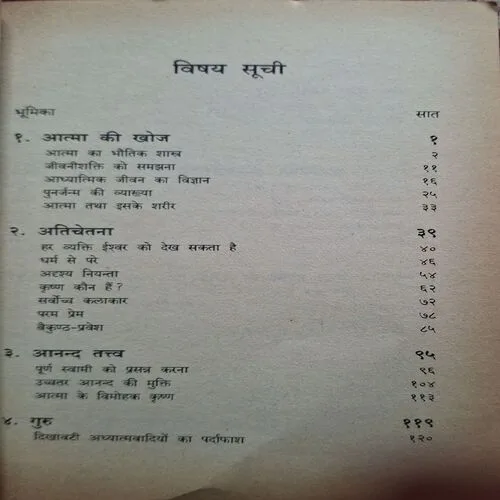 विषय सूची
भूमिका सात
१. आत्मा की खोज १
आत्मा का भौतिक शास्त्र २
जीवनीशक्ति को समझना ११
आध्यात्मिक जीवन का विज्ञान १६
पुनर्जन्म की व्याख्या २५
आत्मा तथा इसके शरीर ३३
२. अतिचेतना ३९
हर व्यक्ति ईश्वर को देख सकता है ४०
धर्म से परे ४६
अदृश्य नियन्ता ५४
कृष्ण कौन हैं? ६२
सर्वोच्च कलाकार ७२
परम प्रेम ७८
बैकुण्ठ-प्रवेश ८५
३. आनन्द तत्त्व ९५
पूर्ण स्वामी को प्रसन्न करना ९६
उच्चतर आनन्द की मुक्ति १०४
आत्मा के विमोहक कृष्ण ११३
४. गुरु ११९
दिखावटी अध्यात्मवादियों का पर्दाफाश १२०